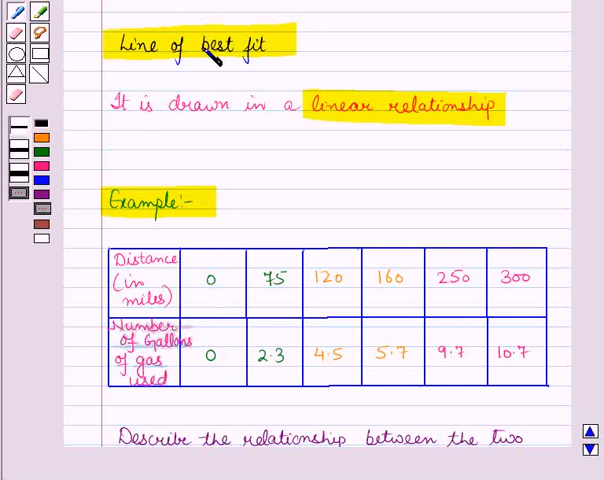 Line of best fit
It is drawn in a linear relationship
Example:-
Distance (in miles) 0 75 120 160 250 300
Number of Gallons of gas used 0 2.3 4.5 5.7 9.7 10.7
Describe the relationship between the two